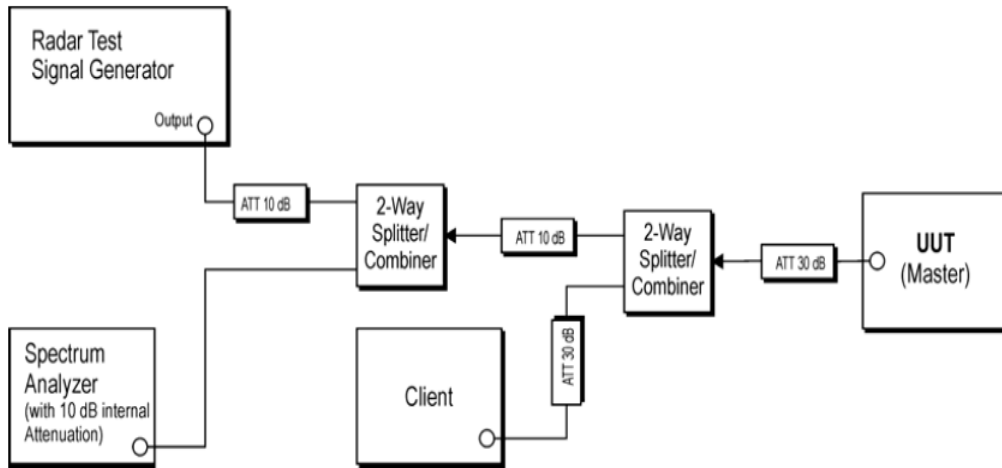 Radar Test
Signal Generator
Output
ATT 10 dB
2-Way
Splitter/
Combiner
ATT 10 dB
2-Way
Splitter/
Combiner
ATT 30 dB
UUT
(Master)
Spectrum
Analyzer
(with 10 dB internal
Attenuation)
Client
ATT 30 dB